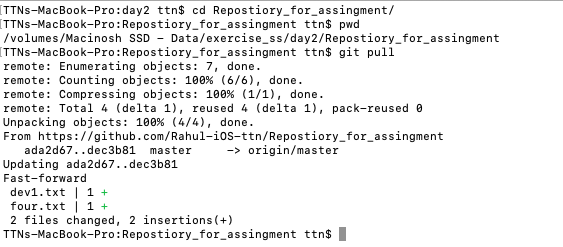 [TTNs-MacBook-Pro:day2 ttn$ cd Repostiory_for_assingment/
[TTNs-MacBook-Pro:Repostiory_for_assingment ttn$ pwd
/volumes/Macinosh SSD - Data/exercise_ss/day2/Repostiory_for_assingment
[TTNs-MacBook-Pro:Repostiory_for_assingment ttn$ git pull
remote: Enumerating objects: 7, done.
remote: Counting objects: 100% (6/6), done.
remote: Compressing objects: 100% (1/1), done.
remote: Total 4 (delta 1), reused 4 (delta 1), pack-reused 0
Unpacking objects: 100% (4/4), done.
From https://github.com/Rahul-iOS-ttn/Repostiory_for_assingment
   ada2d67..dec3b81  master     -> origin/master
Updating ada2d67..dec3b81
Fast-forward
 dev1.txt | 1 +
 four.txt | 1 +
 2 files changed, 2 insertions(+)
TTNs-MacBook-Pro:Repostiory_for_assingment ttn$